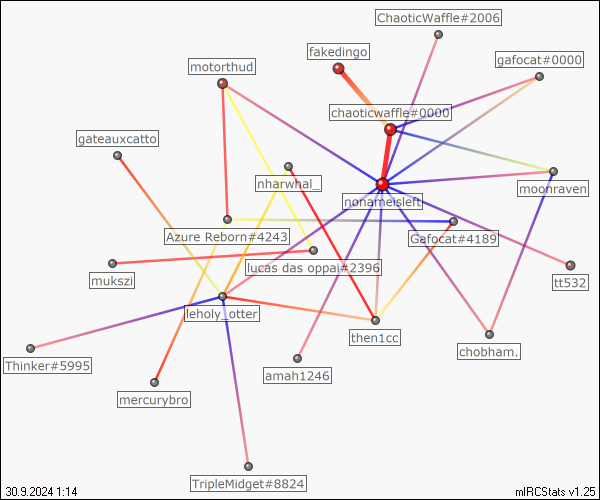 ChaoticWaffle#2006
fakedingo
gafocat#0000
motorthud
chaoticwaffle#0000
gateauxcatto
nharwhal_
moonraven
nonameisleft
Azure Reborn#4243
Gafocat#4189
lucas das oppai#2396
mukszi
tt532
leholy_otter
then1cc
chobham.
Thinker#5995
amah1246
mercurybro
TripleMidget#8824
30.9.2024 1:14
mIRCStats v1.25